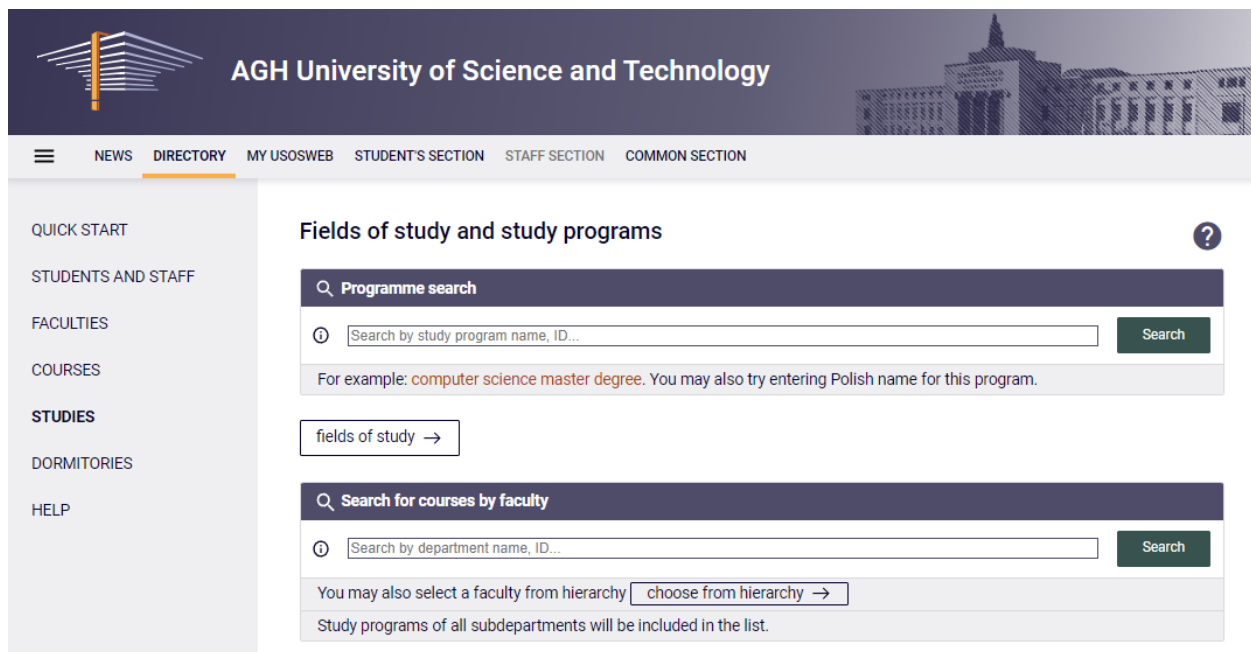 AGH University of Science and Technology
NEWS DIRECTORY MY USOSWEB STUDENT'S SECTION STAFF SECTION COMMON SECTION
QUICK START
STUDENTS AND STAFF
FACULTIES
COURSES
STUDIES
DORMITORIES
HELP
Fields of study and study programs
?
Programme search
Search by study program name, ID...
Search
For example: computer science master degree. You may also try entering Polish name for this program.
fields of study →
Search for courses by faculty
Search by department name, ID...
Search
You may also select a faculty from hierarchy choose from hierarchy →
Study programs of all subdepartments will be included in the list.